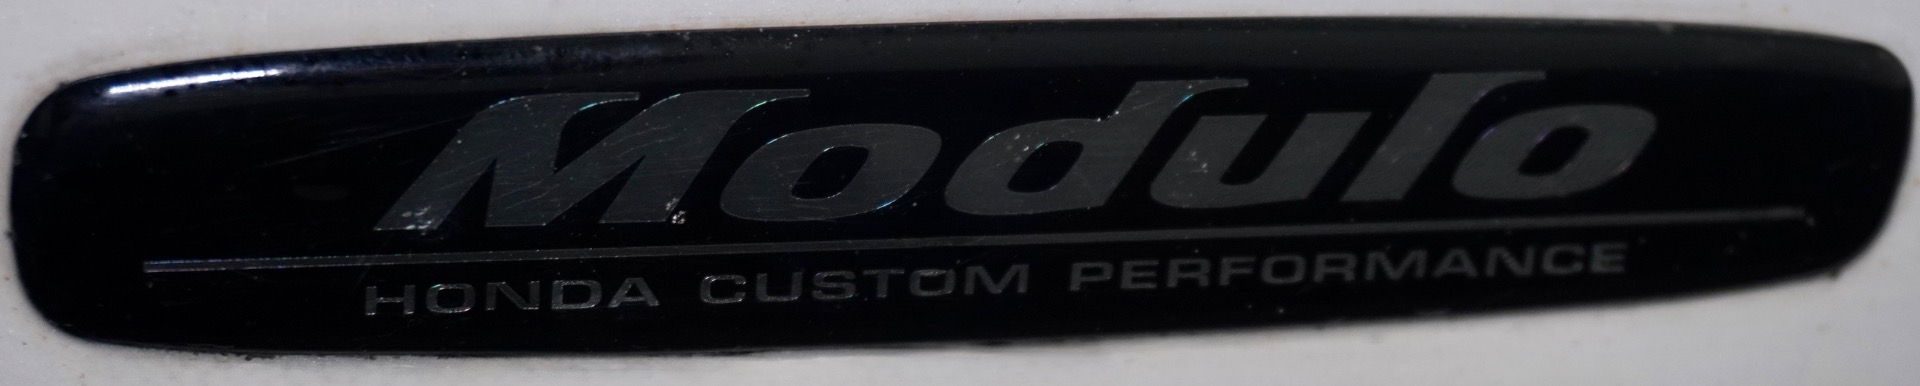 Modulo
HONDA CUSTOM PERFORMANCE